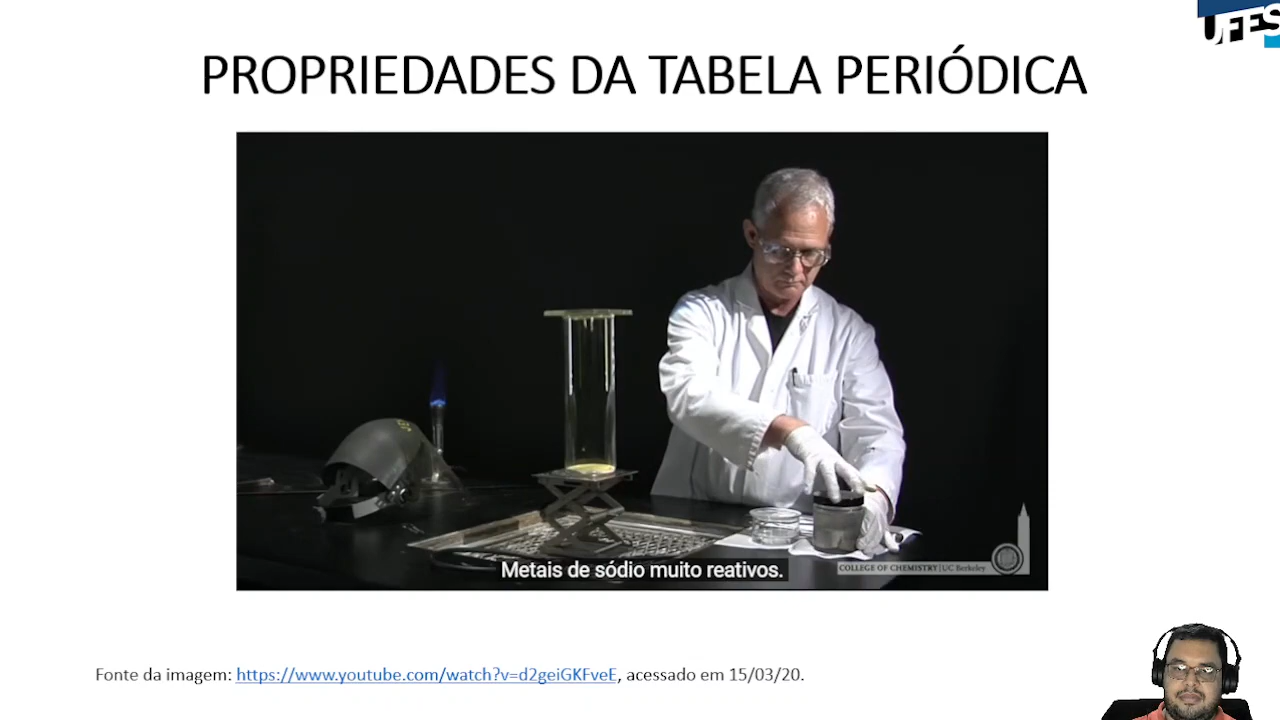 UFES
PROPRIEDADES DA TABELA PERIÓDICA
Metais de sódio muito reativos.
COLLEGE OF CHEMISTRY | UC Berkeley
Fonte da imagem: https://www.youtube.com/watch?v=d2geiGKFveE, acessado em 15/03/20.